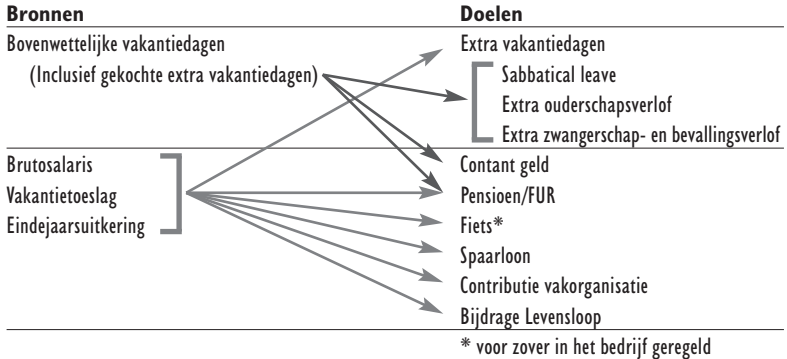 Bronnen
Doelen
Bovenwettelijke vakantiedagen
(Inclusief gekochte extra vakantiedagen)
Extra vakantiedagen
Sabbatical leave
Extra ouderschapsverlof
Extra zwangerschap- en bevallingsverlof
Brutosalaris
Vakantietoeslag
Eindejaarsuitkering
Contant geld
Pensioen/FUR
Fiets*
Spaarloon
Contributie vakorganisatie
Bijdrage Levensloop
* voor zover in het bedrijf geregeld